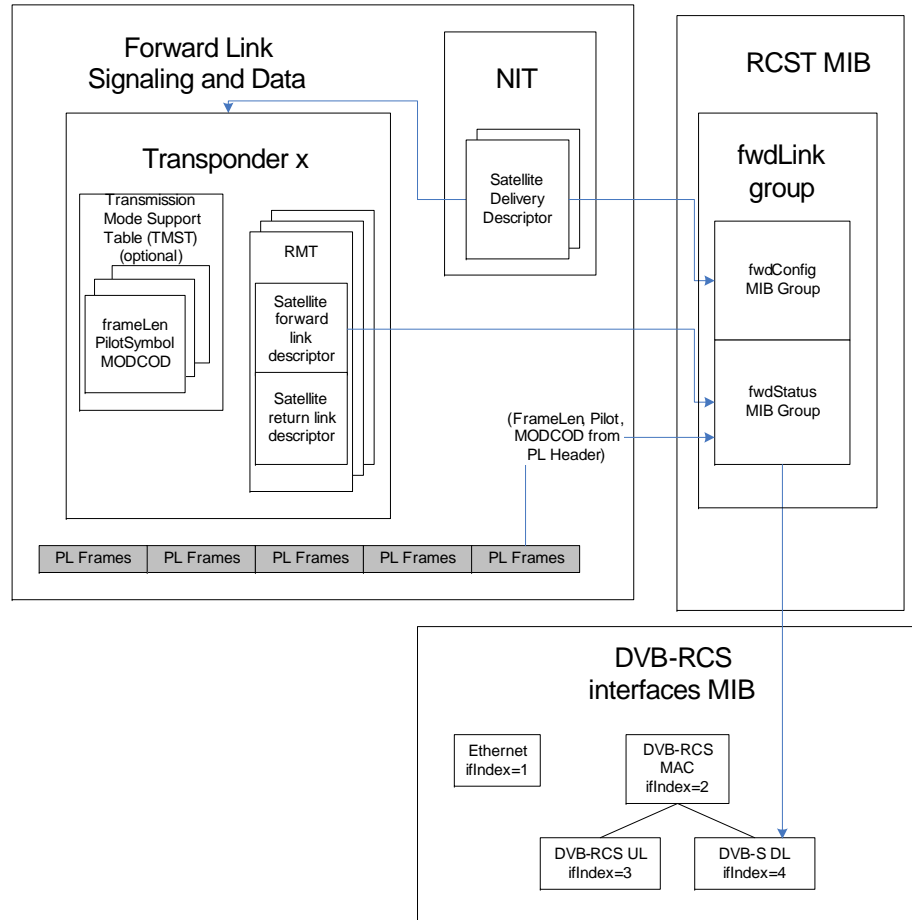 Forward Link
Signaling and Data
NIT
Satellite
Delivery
Descriptor
Transponder x
Transmission
Mode Support
Table (TMST)
(optional)
frameLen
PilotSymbol
MODCOD
RMT
Satellite
forward
link
descriptor
Satellite
return link
descriptor
(FrameLen, Pilot,
MODCOD from
PL Header)
PL Frames
PL Frames
PL Frames
PL Frames
PL Frames
RCST MIB
fwdLink
group
fwdConfig
MIB Group
fwdStatus
MIB Group
DVB-RCS
interfaces MIB
Ethernet
ifIndex=1
DVB-RCS
MAC
ifIndex=2
DVB-RCS UL
ifIndex=3
DVB-S DL
ifIndex=4